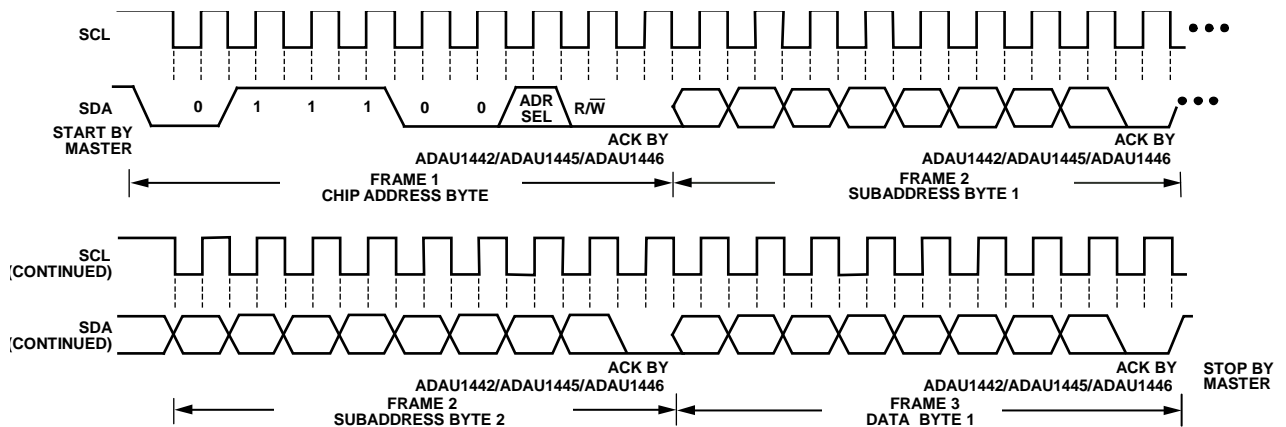 SCL
SDA
0 1 1 1 0 0 ADR SEL R/W̅
START BY
MASTER
ACK BY
ADAU1442/ADAU1445/ADAU1446
ACK BY
ADAU1442/ADAU1445/ADAU1446
FRAME 1
CHIP ADDRESS BYTE
FRAME 2
SUBADDRESS BYTE 1
SCL
(CONTINUED)
SDA
(CONTINUED)
ACK BY
ADAU1442/ADAU1445/ADAU1446
ACK BY
ADAU1442/ADAU1445/ADAU1446
STOP BY
MASTER
FRAME 2
SUBADDRESS BYTE 2
FRAME 3
DATA BYTE 1